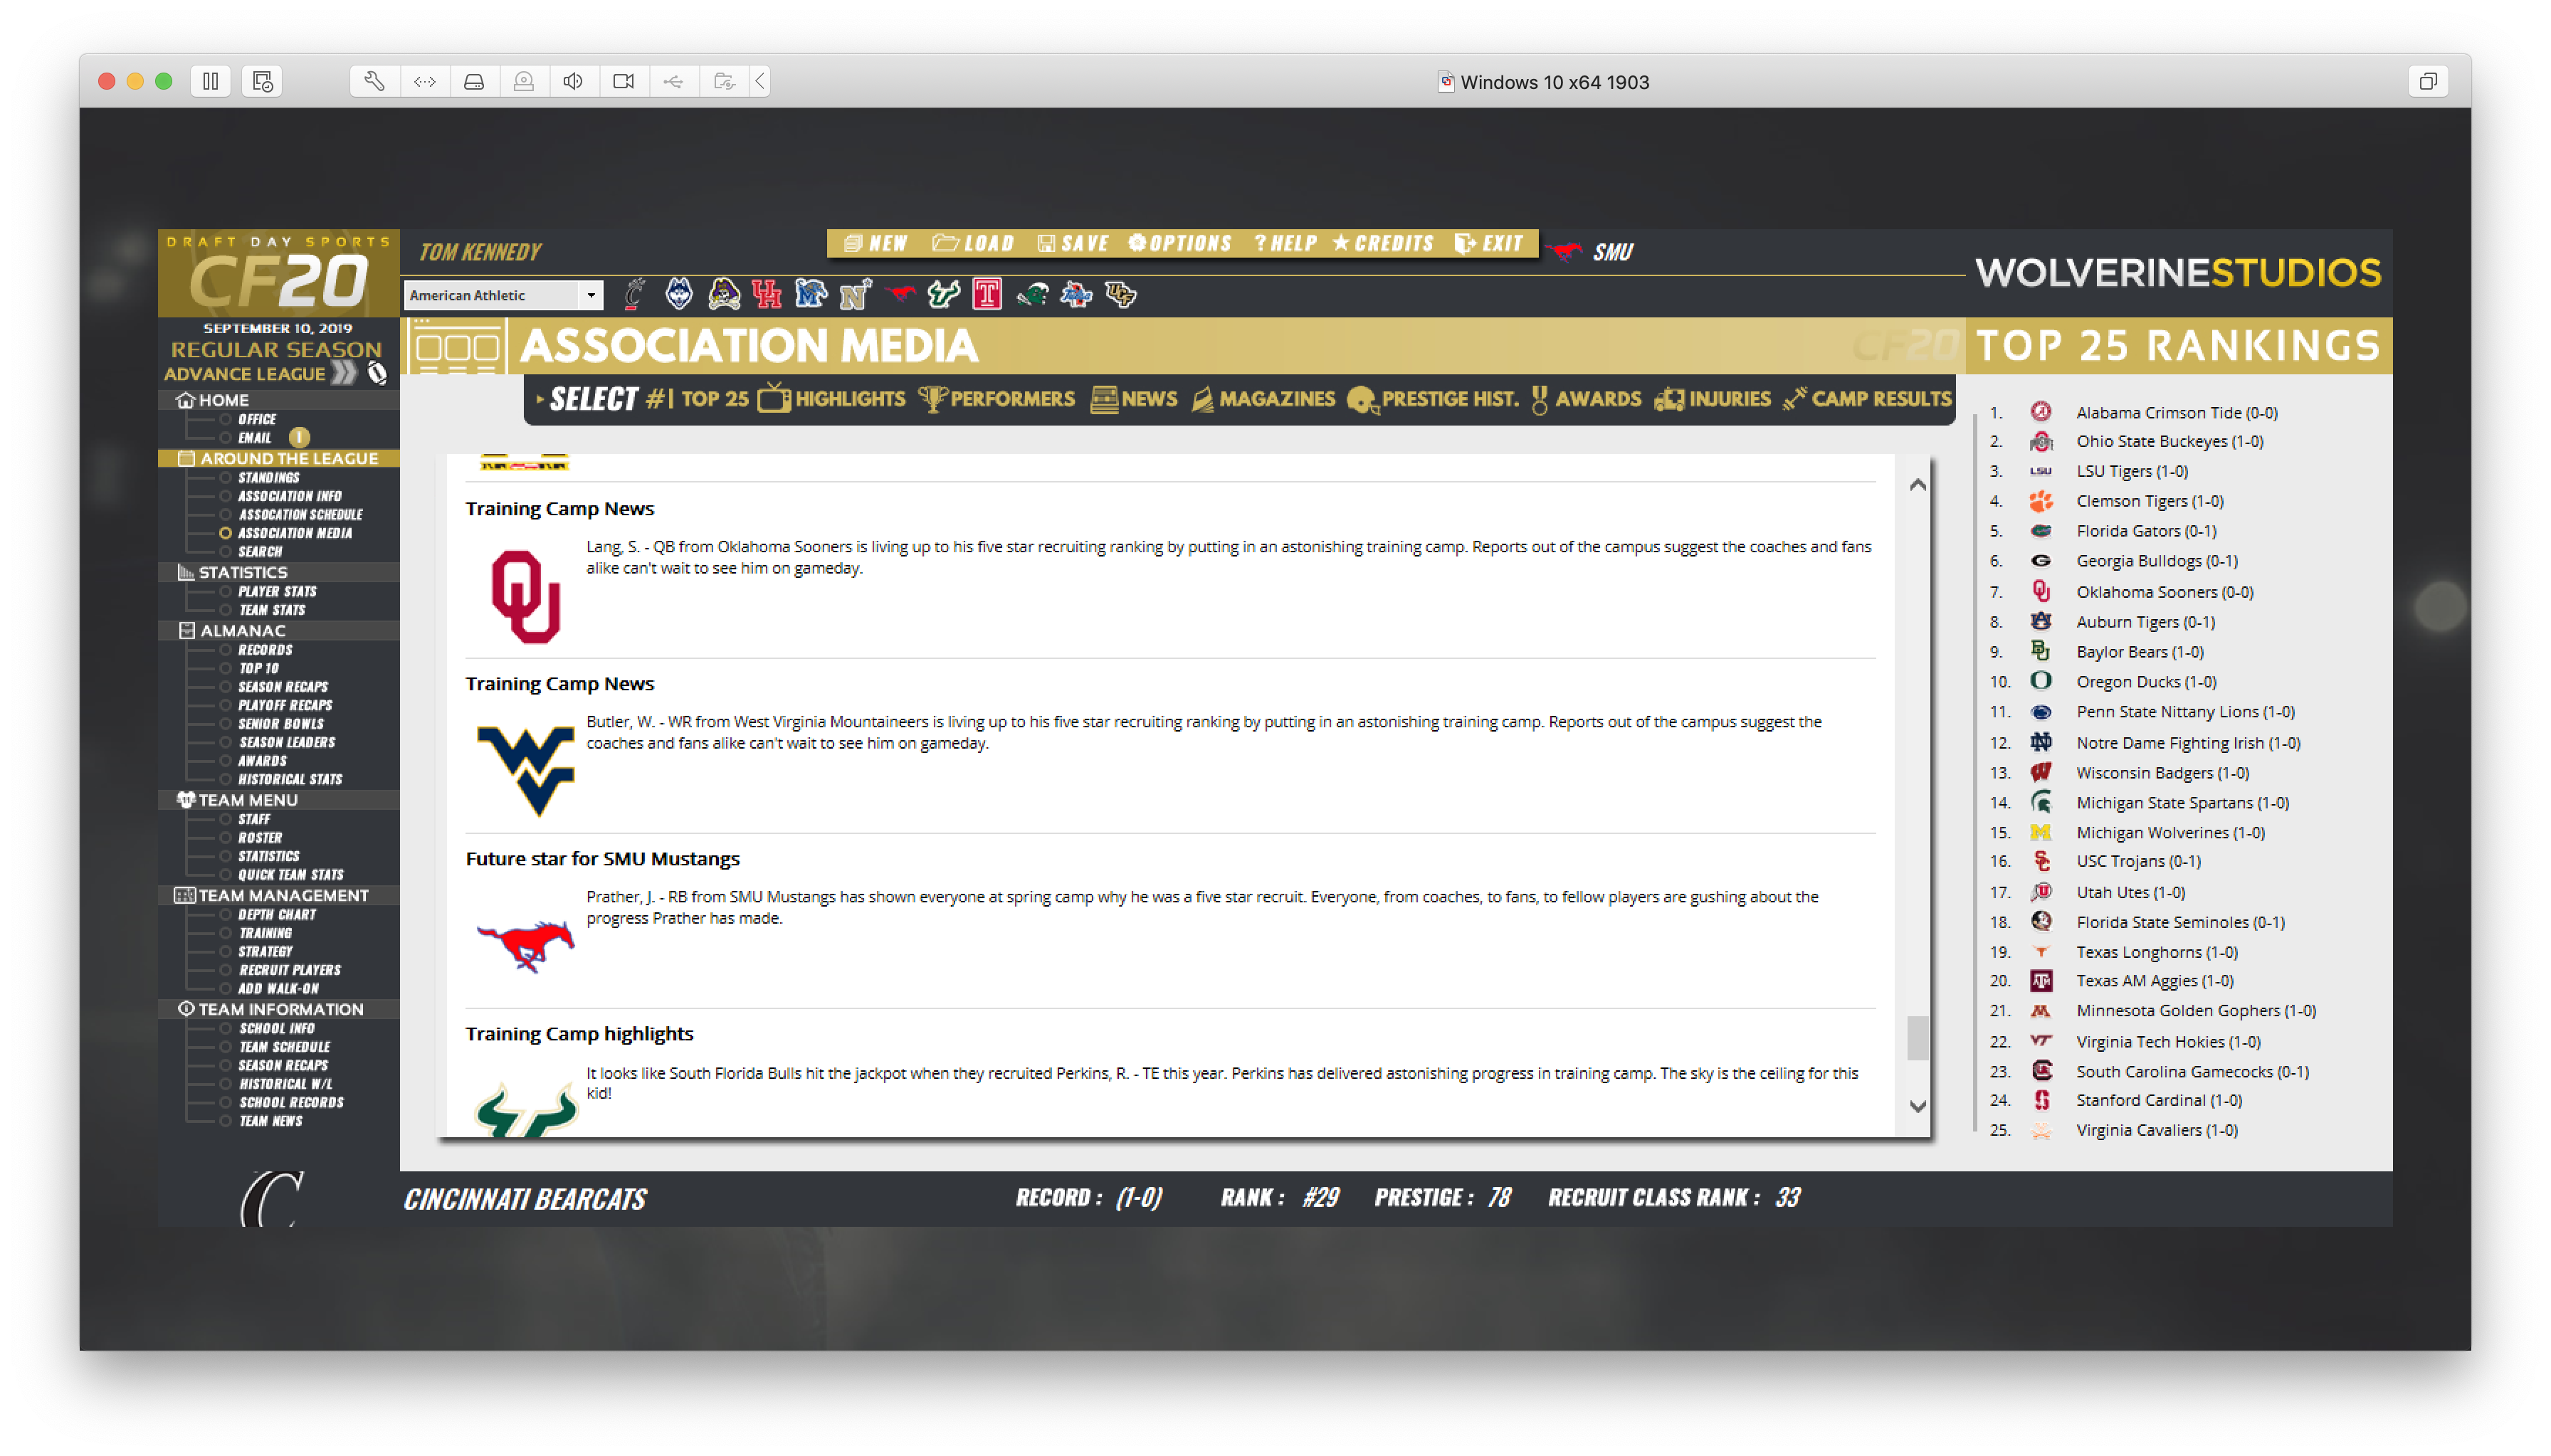 Windows 10 x64 1903
DRAFT DAY SPORTS
CF20
TOM KENNEDY
NEW LOAD SAVE OPTIONS ? HELP CREDITS EXIT
SMU
WOLVERINESTUDIOS
American Athletic
SEPTEMBER 10, 2019
REGULAR SEASON
ADVANCE LEAGUE
ASSOCIATION MEDIA
CF20
TOP 25 RANKINGS
SELECT #1 TOP 25 HIGHLIGHTS PERFORMERS NEWS MAGAZINES PRESTIGE HIST. AWARDS INJURIES CAMP RESULTS
HOME
OFFICE
EMAIL 1
AROUND THE LEAGUE
STANDINGS
ASSOCIATION INFO
ASSOCATION SCHEDULE
ASSOCIATION MEDIA
SEARCH
STATISTICS
PLAYER STATS
TEAM STATS
ALMANAC
RECORDS
TOP 10
SEASON RECAPS
PLAYOFF RECAPS
SENIOR BOWLS
SEASON LEADERS
AWARDS
HISTORICAL STATS
TEAM MENU
STAFF
ROSTER
STATISTICS
QUICK TEAM STATS
TEAM MANAGEMENT
DEPTH CHART
TRAINING
STRATEGY
RECRUIT PLAYERS
ADD WALK-ON
TEAM INFORMATION
SCHOOL INFO
TEAM SCHEDULE
SEASON RECAPS
HISTORICAL W/L
SCHOOL RECORDS
TEAM NEWS
Training Camp News
Lang, S. - QB from Oklahoma Sooners is living up to his five star recruiting ranking by putting in an astonishing training camp. Reports out of the campus suggest the coaches and fans
alike can't wait to see him on gameday.
OU
Training Camp News
Butler, W. - WR from West Virginia Mountaineers is living up to his five star recruiting ranking by putting in an astonishing training camp. Reports out of the campus suggest the
coaches and fans alike can't wait to see him on gameday.
WV
Future star for SMU Mustangs
Prather, J. - RB from SMU Mustangs has shown everyone at spring camp why he was a five star recruit. Everyone, from coaches, to fans, to fellow players are gushing about the
progress Prather has made.
Training Camp highlights
It looks like South Florida Bulls hit the jackpot when they recruited Perkins, R. - TE this year. Perkins has delivered astonishing progress in training camp. The sky is the ceiling for this
kid!
1. Alabama Crimson Tide (0-0)
2. Ohio State Buckeyes (1-0)
3. LSU LSU Tigers (1-0)
4. Clemson Tigers (1-0)
5. Florida Gators (0-1)
6. Georgia Bulldogs (0-1)
7. Oklahoma Sooners (0-0)
8. Auburn Tigers (0-1)
9. Baylor Bears (1-0)
10. Oregon Ducks (1-0)
11. Penn State Nittany Lions (1-0)
12. Notre Dame Fighting Irish (1-0)
13. Wisconsin Badgers (1-0)
14. Michigan State Spartans (1-0)
15. Michigan Wolverines (1-0)
16. USC Trojans (0-1)
17. Utah Utes (1-0)
18. Florida State Seminoles (0-1)
19. Texas Longhorns (1-0)
20. Texas AM Aggies (1-0)
21. Minnesota Golden Gophers (1-0)
22. Virginia Tech Hokies (1-0)
23. South Carolina Gamecocks (0-1)
24. Stanford Cardinal (1-0)
25. Virginia Cavaliers (1-0)
CINCINNATI BEARCATS RECORD : (1-0) RANK : #29 PRESTIGE : 78 RECRUIT CLASS RANK : 33